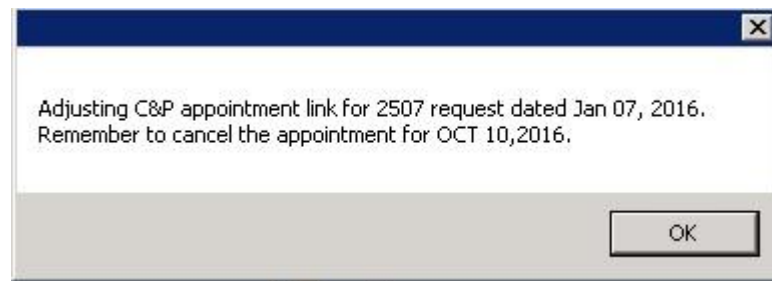 Adjusting C&P appointment link for 2507 request dated Jan 07, 2016.
Remember to cancel the appointment for OCT 10,2016.
OK